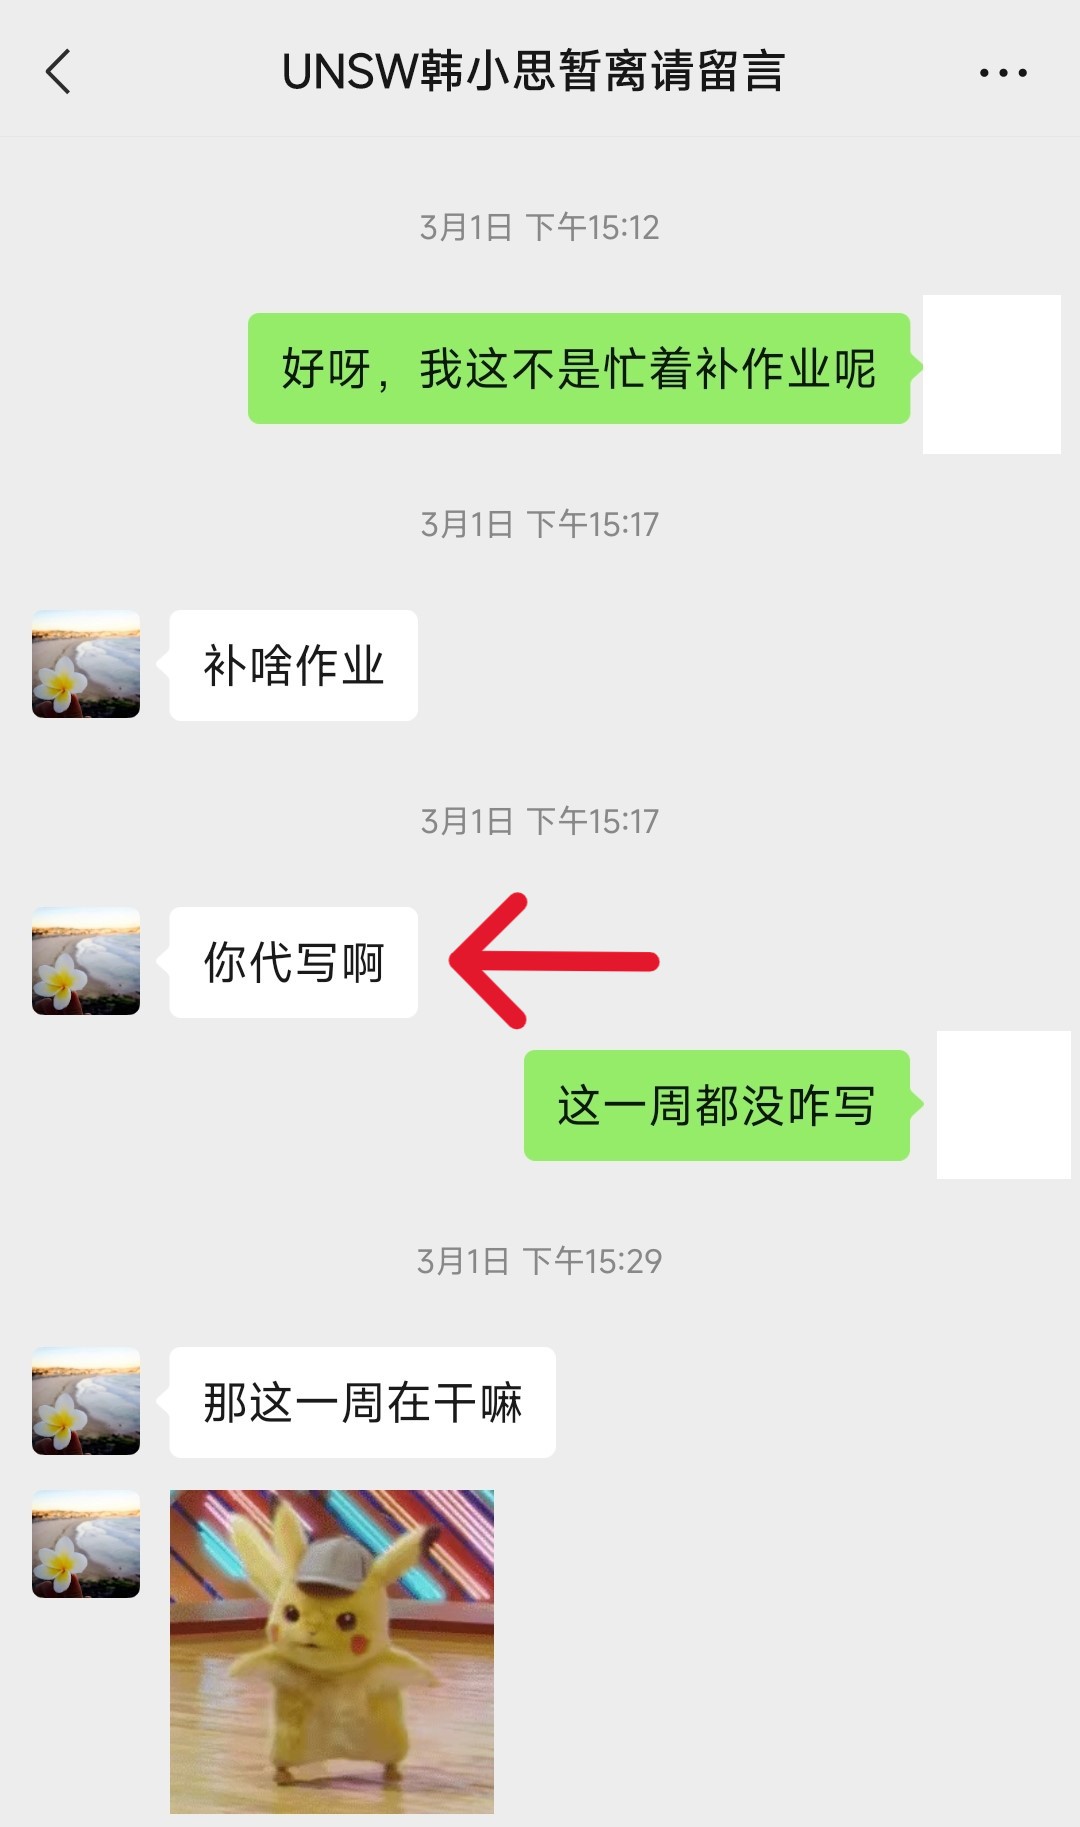 UNSW韩小思暂离请留言
3月1日 下午15:12
好呀，我这不是忙着补作业呢
3月1日 下午15:17
补啥作业
3月1日 下午15:17
你代写啊
这一周都没咋写
3月1日 下午15:29
那这一周在干嘛